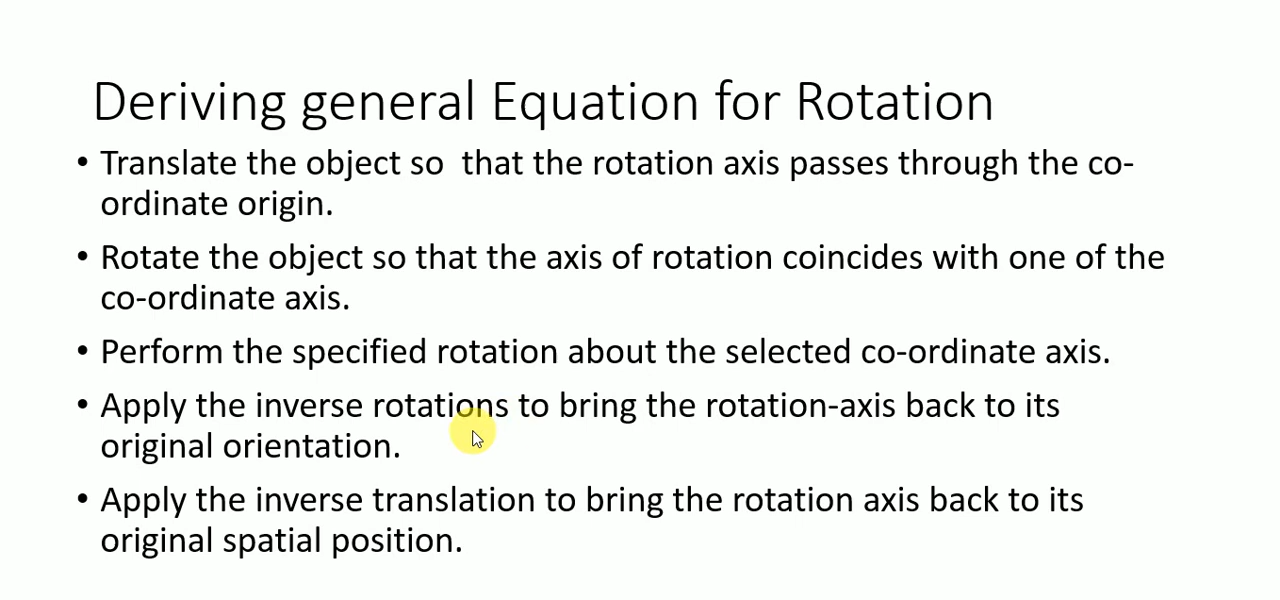 Deriving general Equation for Rotation
• Translate the object so  that the rotation axis passes through the co-
ordinate origin.
• Rotate the object so that the axis of rotation coincides with one of the
co-ordinate axis.
• Perform the specified rotation about the selected co-ordinate axis.
• Apply the inverse rotations to bring the rotation-axis back to its
original orientation.
• Apply the inverse translation to bring the rotation axis back to its
original spatial position.